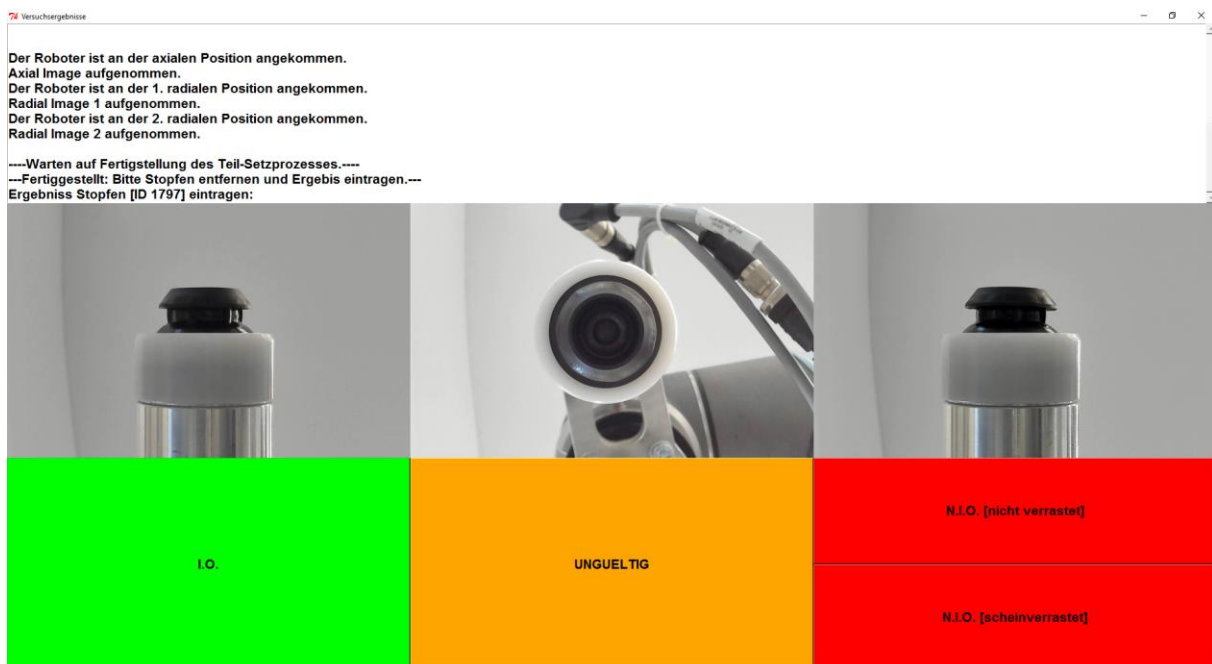 Versuchsergebnisse
Der Roboter ist an der axialen Position angekommen.
Axial Image aufgenommen.
Der Roboter ist an der 1. radialen Position angekommen.
Radial Image 1 aufgenommen.
Der Roboter ist an der 2. radialen Position angekommen.
Radial Image 2 aufgenommen.
----Warten auf Fertigstellung des Teil-Setzprozesses.----
---Fertiggestellt: Bitte Stopfen entfernen und Ergebis eintragen.---
Ergebniss Stopfen [ID 1797] eintragen:
I.O.
UNGUELTIG
N.I.O. [nicht verrastet]
N.I.O. [scheinverrastet]